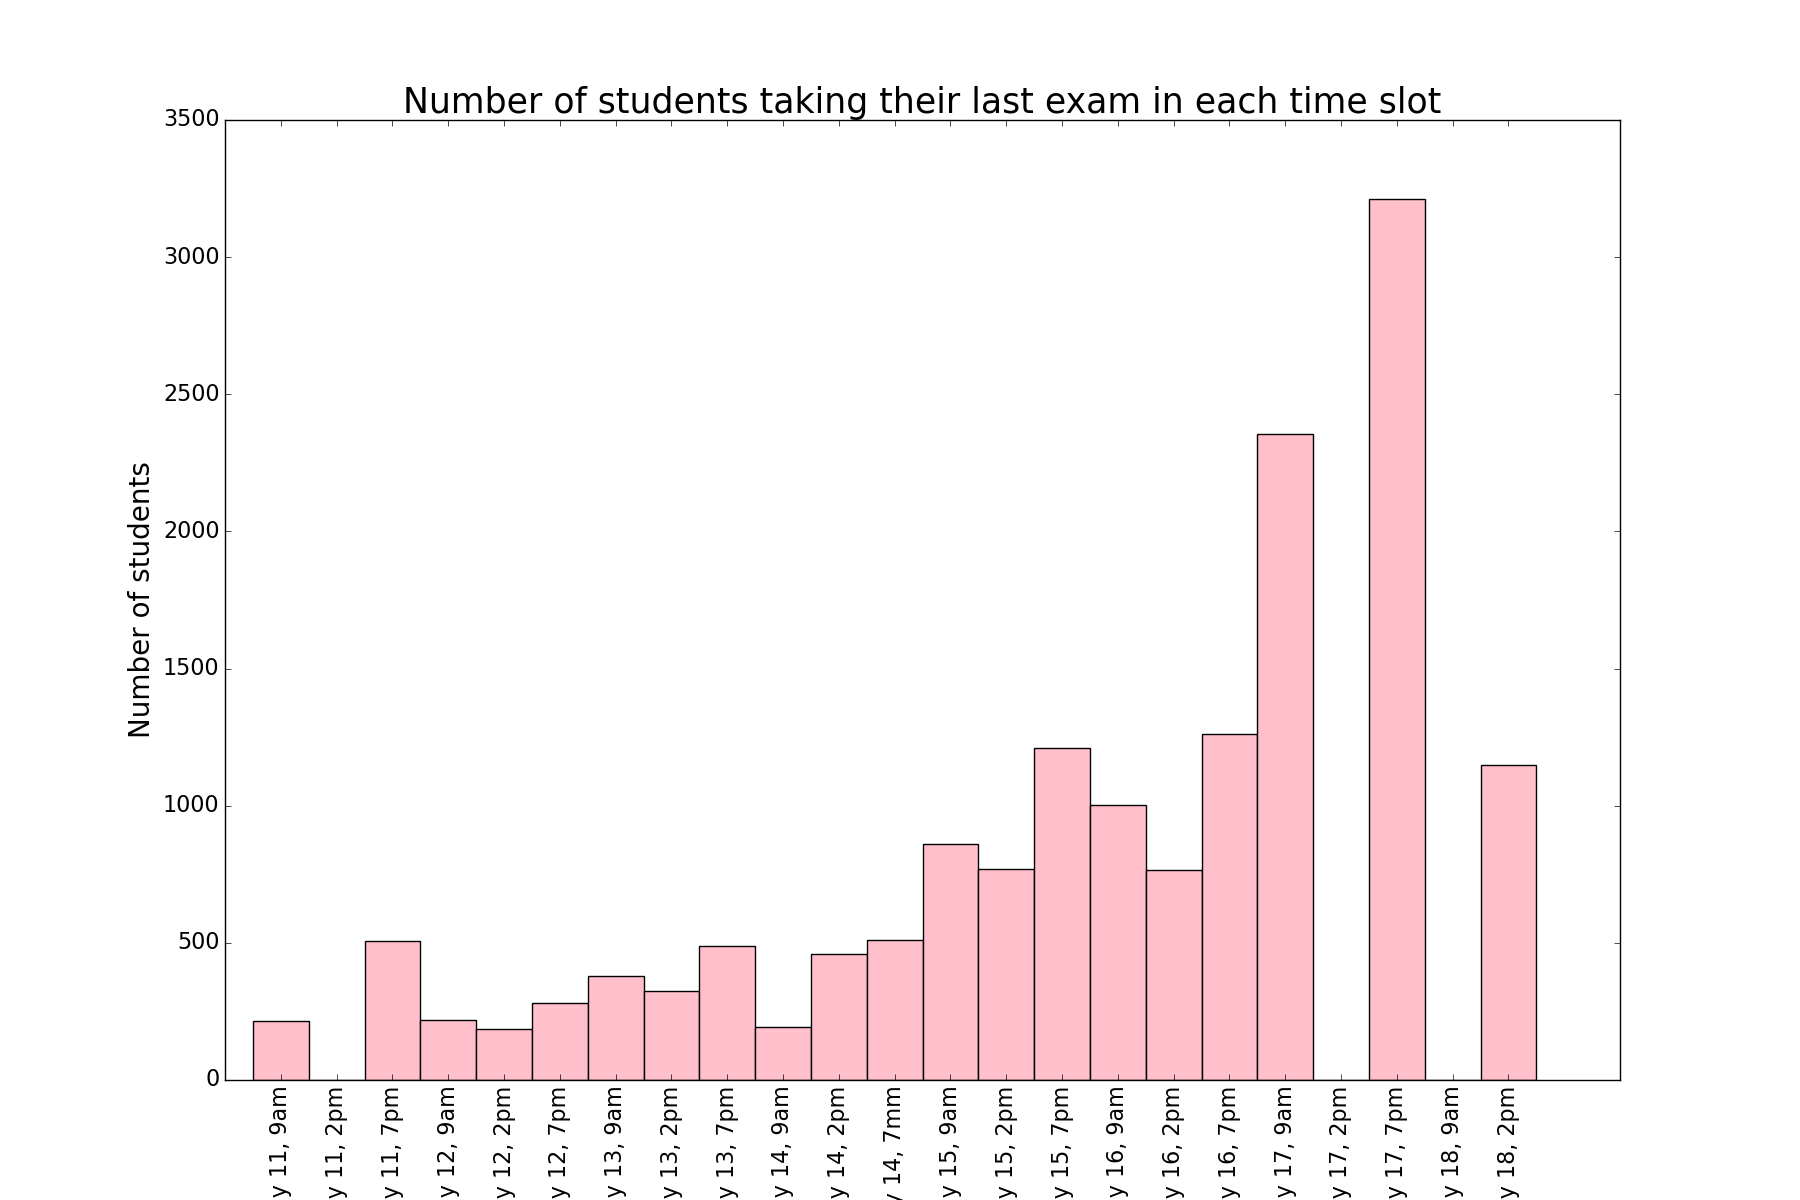 Number of students taking their last exam in each time slot
3500
3000
2500
2000
1500
1000
500
0
Number of students
y 11, 9am
y 11, 2pm
y 11, 7pm
y 12, 9am
y 12, 2pm
y 12, 7pm
y 13, 9am
y 13, 2pm
y 13, 7pm
y 14, 9am
y 14, 2pm
y 14, 7mm
y 15, 9am
y 15, 2pm
y 15, 7pm
y 16, 9am
y 16, 2pm
y 16, 7pm
y 17, 9am
y 17, 2pm
y 17, 7pm
y 18, 9am
y 18, 2pm